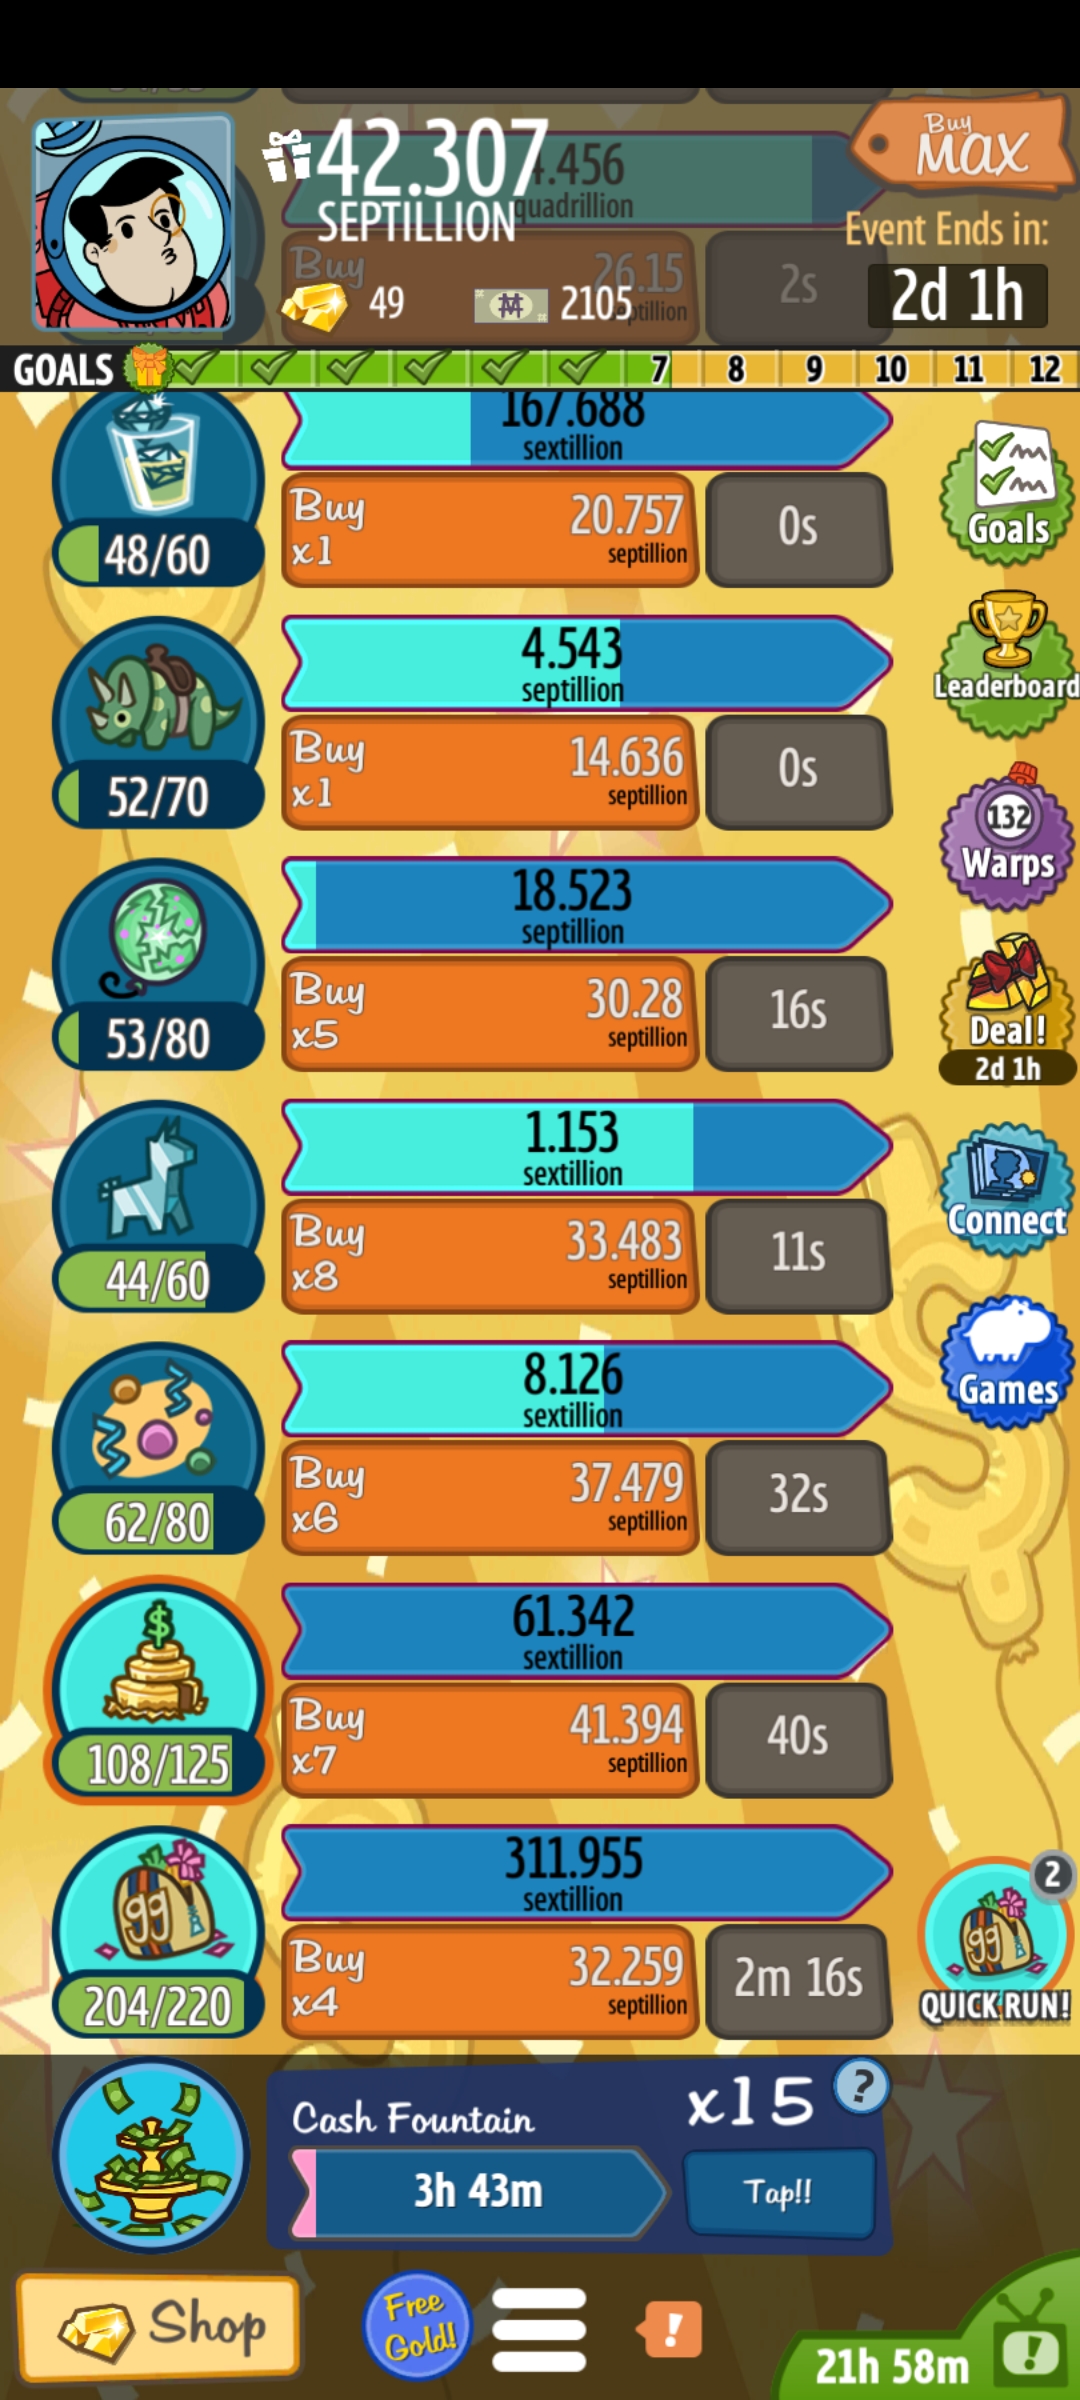 42.307
SEPTILLION
4.456
quadrillion
Buy
MAX
Event Ends in:
2d 1h
Buy
26.15
2s
49
2105
GOALS
7 8 9 10 11 12
167.688
sextillion
48/60
Buy
x1
20.757
septillion
0s
Goals
4.543
septillion
52/70
Buy
x1
14.636
septillion
0s
Leaderboard
18.523
septillion
53/80
Buy
x5
30.28
septillion
16s
132
Warps
Deal!
2d 1h
1.153
sextillion
44/60
Buy
x8
33.483
septillion
11s
Connect
8.126
sextillion
62/80
Buy
x6
37.479
septillion
32s
Games
$
61.342
sextillion
108/125
Buy
x7
41.394
septillion
40s
gg
311.955
sextillion
204/220
Buy
x4
32.259
septillion
2m 16s
2
gg
QUICK RUN!
Cash Fountain
x15
?
3h 43m
Tap!!
Shop
Free
Gold!
!
21h 58m
!